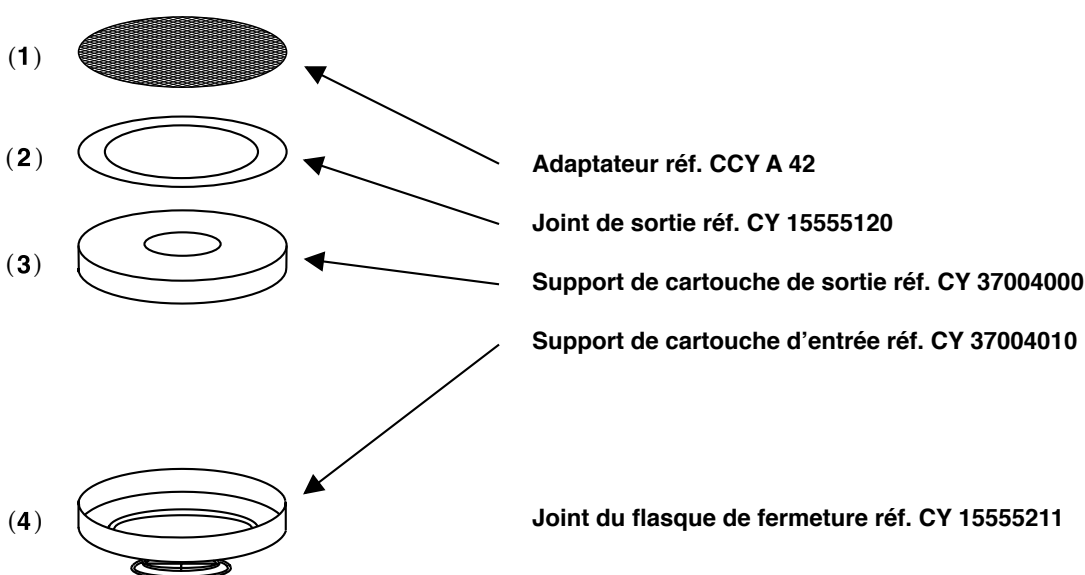 (1)
(2)
Adaptateur réf. CCY A 42
Joint de sortie réf. CY 15555120
(3)
Support de cartouche de sortie réf. CY 37004000
Support de cartouche d’entrée réf. CY 37004010
(4)
Joint du flasque de fermeture réf. CY 15555211